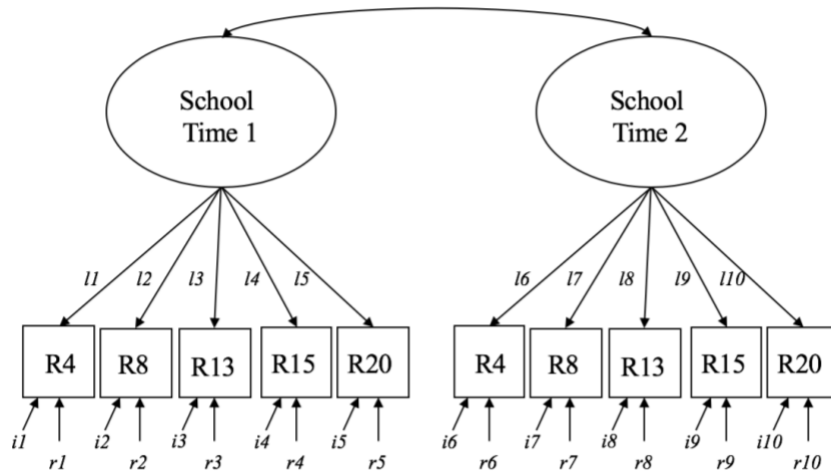 School
Time 1
School
Time 2
l1 l2 l3 l4 l5
l6 l7 l8 l9 l10
R4 R8 R13 R15 R20
R4 R8 R13 R15 R20
i1 i2 i3 i4 i5
i6 i7 i8 i9 i10
r1 r2 r3 r4 r5
r6 r7 r8 r9 r10